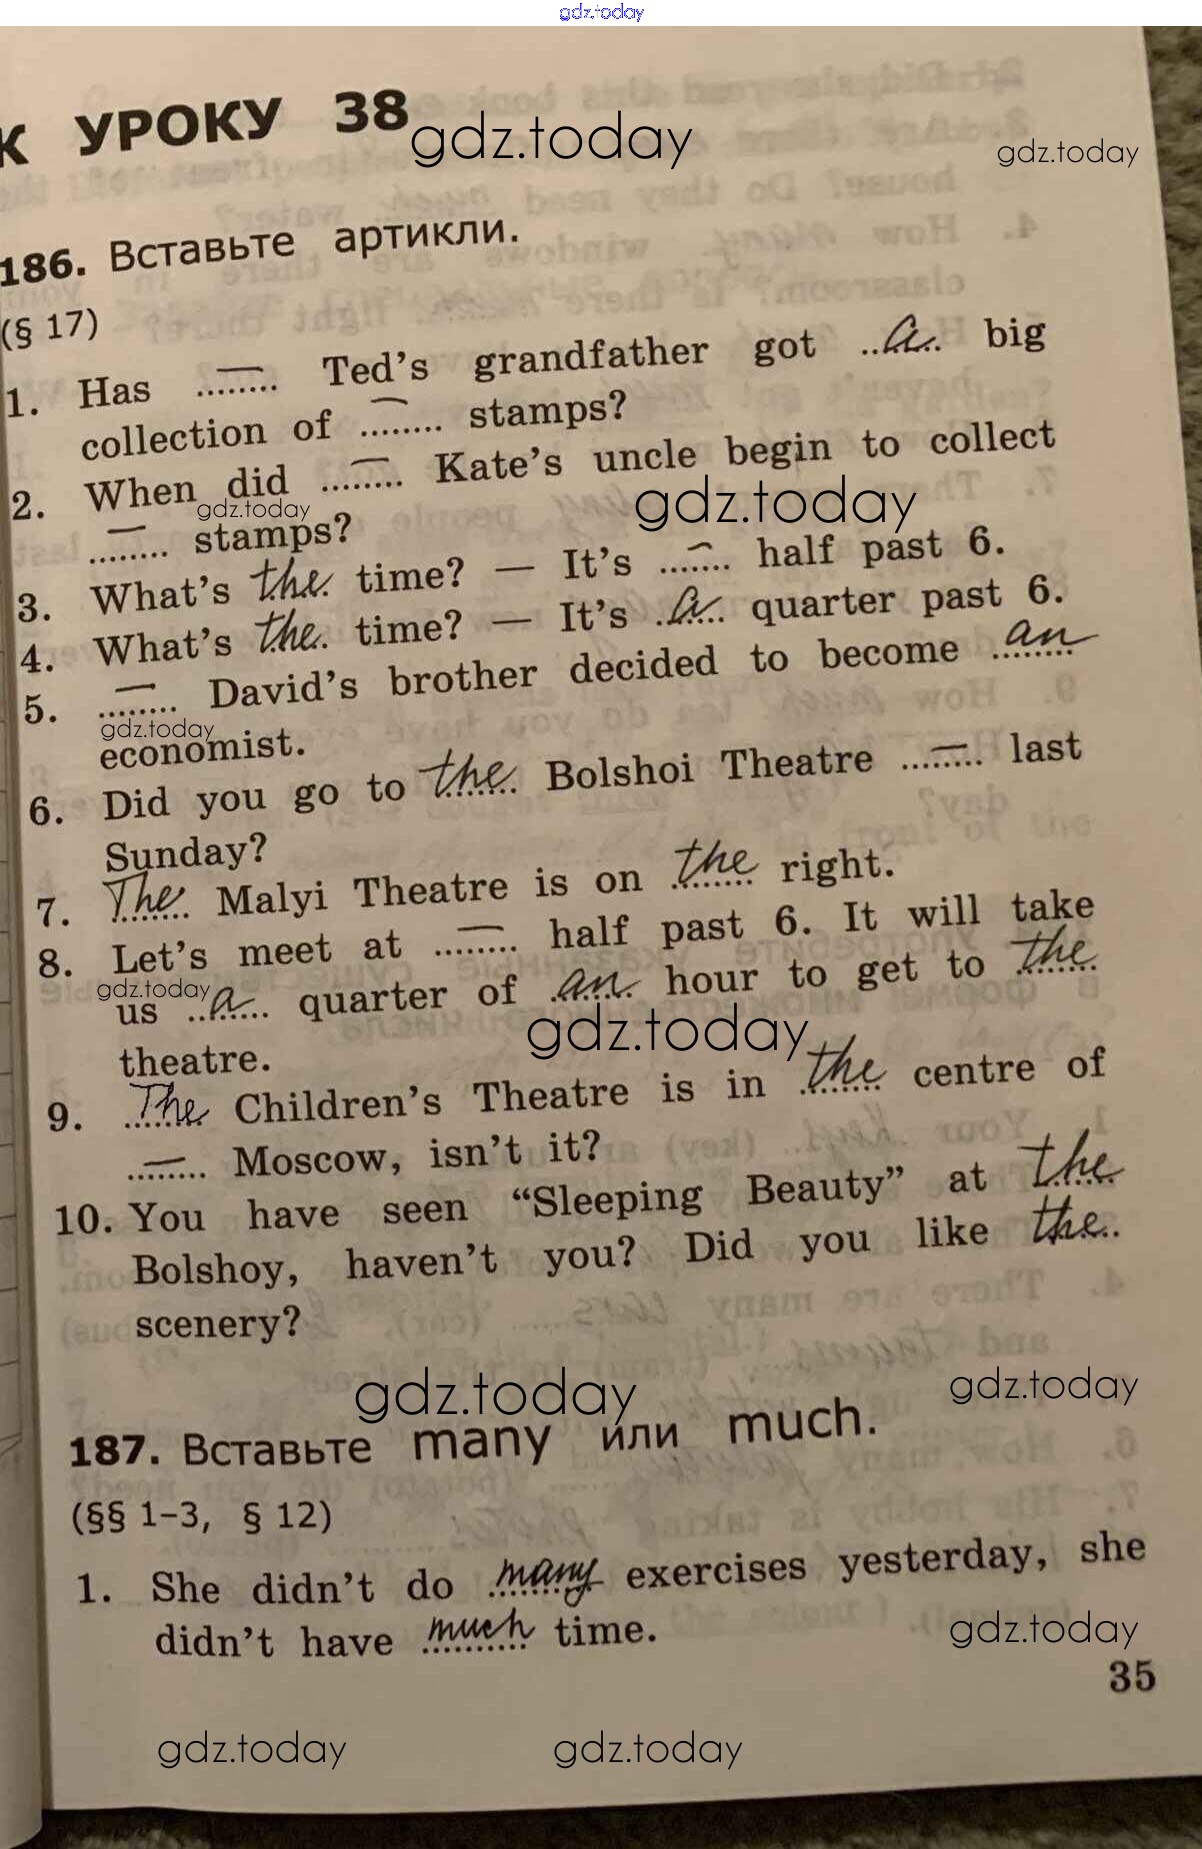 gdz.today
К УРОКУ 38
gdz.today
gdz.today
186. Вставьте артикли.
(§ 17)
1. Has ...—... Ted's grandfather got ..a.. big
collection of ...—... stamps?
2. When did ...—... Kate's uncle begin to collect
gdz.today
gdz.today
...—... stamps?
3. What's the time? — It's ...—... half past 6.
4. What's the time? — It's ..a.. quarter past 6.
5. ...—... David's brother decided to become an
gdz.today
economist.
6. Did you go to the Bolshoi Theatre ...—... last
Sunday?
7. The Malyi Theatre is on the right.
8. Let's meet at ...—... half past 6. It will take
gdz.today
us ..a.. quarter of an hour to get to the
gdz.today
theatre.
9. The Children's Theatre is in the centre of
...—... Moscow, isn't it?
10. You have seen “Sleeping Beauty” at the
Bolshoy, haven't you? Did you like the
scenery?
gdz.today
gdz.today
187. Вставьте many или much.
(§§ 1–3, § 12)
1. She didn't do many exercises yesterday, she
didn't have much time.
gdz.today
35
gdz.today
gdz.today